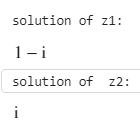 solution of z1:
1 − i
solution of  z2:
i